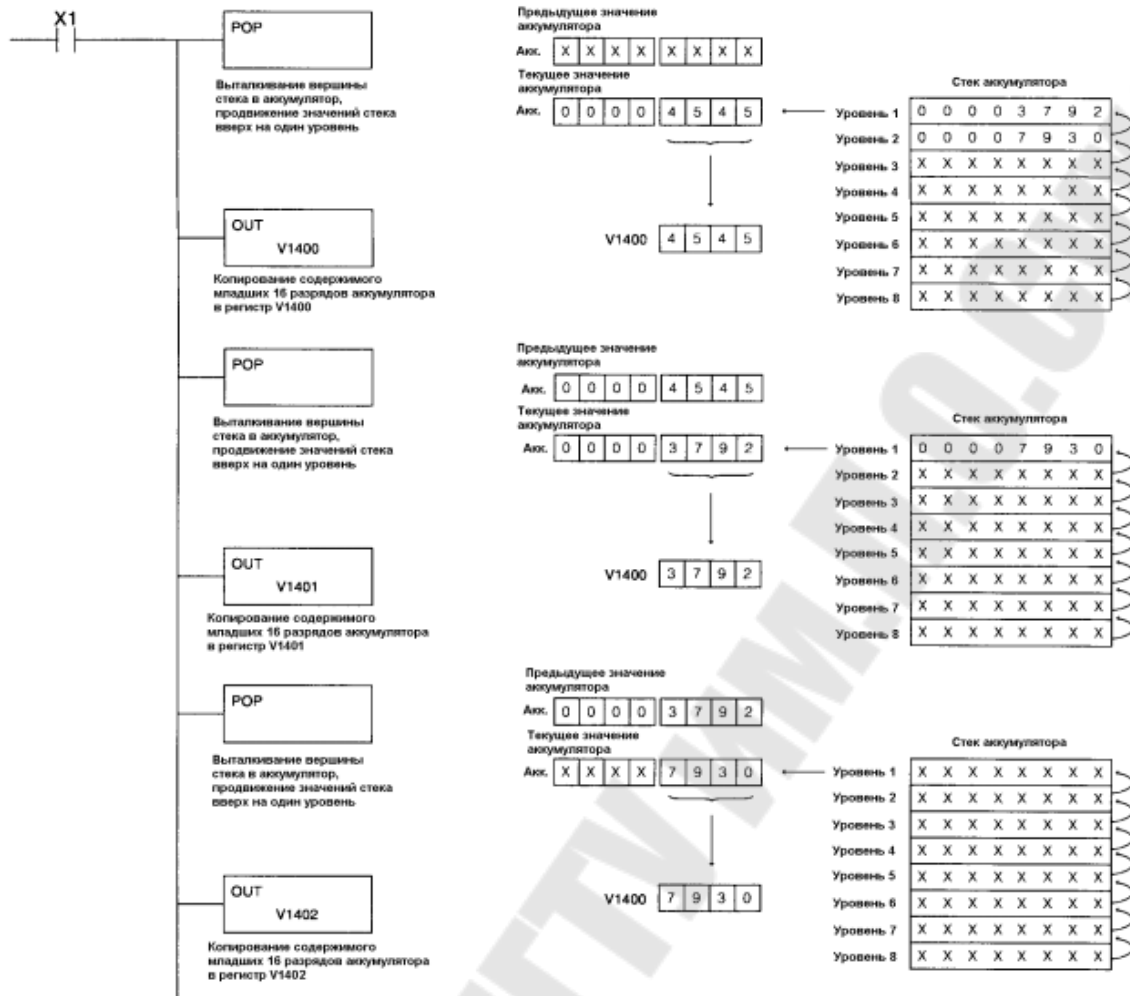 X1
POP
Выталкивание вершины
стека в аккумулятор,
продвижение значений стека
вверх на один уровень
OUT
V1400
Копирование содержимого
младших 16 разрядов аккумулятора
в регистр V1400
POP
Выталкивание вершины
стека в аккумулятор,
продвижение значений стека
вверх на один уровень
OUT
V1401
Копирование содержимого
младших 16 разрядов аккумулятора
в регистр V1401
POP
Выталкивание вершины
стека в аккумулятор,
продвижение значений стека
вверх на один уровень
OUT
V1402
Копирование содержимого
младших 16 разрядов аккумулятора
в регистр V1402
Предыдущее значение
аккумулятора
Акк. X X X X X X X X
Текущее значение
аккумулятора
Акк. 0 0 0 0 4 5 4 5
V1400 4 5 4 5
Стек аккумулятора
Уровень 1 0 0 0 0 3 7 9 2
Уровень 2 0 0 0 0 7 9 3 0
Уровень 3 X X X X X X X X
Уровень 4 X X X X X X X X
Уровень 5 X X X X X X X X
Уровень 6 X X X X X X X X
Уровень 7 X X X X X X X X
Уровень 8 X X X X X X X X
Предыдущее значение
аккумулятора
Акк. 0 0 0 0 4 5 4 5
Текущее значение
аккумулятора
Акк. 0 0 0 0 3 7 9 2
V1400 3 7 9 2
Стек аккумулятора
Уровень 1 0 0 0 0 7 9 3 0
Уровень 2 X X X X X X X X
Уровень 3 X X X X X X X X
Уровень 4 X X X X X X X X
Уровень 5 X X X X X X X X
Уровень 6 X X X X X X X X
Уровень 7 X X X X X X X X
Уровень 8 X X X X X X X X
Предыдущее значение
аккумулятора
Акк. 0 0 0 0 3 7 9 2
Текущее значение
аккумулятора
Акк. X X X X 7 9 3 0
V1400 7 9 3 0
Стек аккумулятора
Уровень 1 X X X X X X X X
Уровень 2 X X X X X X X X
Уровень 3 X X X X X X X X
Уровень 4 X X X X X X X X
Уровень 5 X X X X X X X X
Уровень 6 X X X X X X X X
Уровень 7 X X X X X X X X
Уровень 8 X X X X X X X X